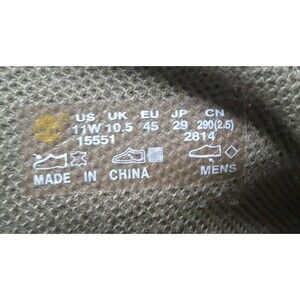 US UK EU JP CN
11W 10.5 45 29 290(2.5)
15551 2814
MADE IN CHINA MENS